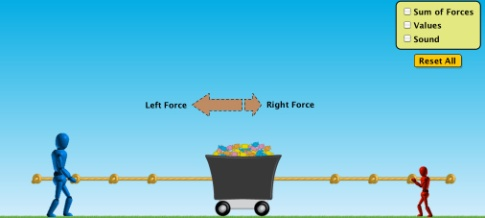 Sum of Forces
Values
Sound
Reset All
Left Force
Right Force